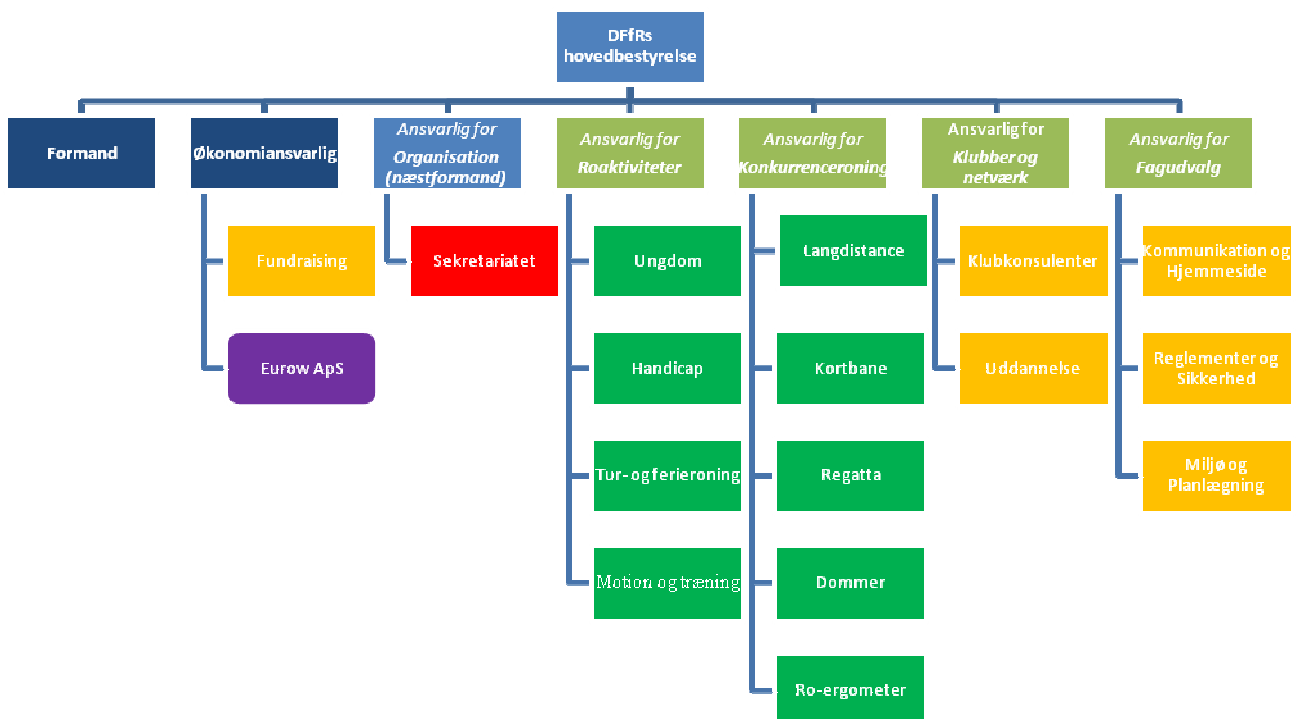 DFfRs
hovedbestyrelse
Formand
Økonomiansvarlig
Ansvarlig for
Organisation
(næstformand)
Ansvarlig for
Roaktiviteter
Ansvarlig for
Konkurrenceroning
Ansvarlig for
Klubber og
netværk
Ansvarlig for
Fagudvalg
Fundraising
Eurow ApS
Sekretariatet
Ungdom
Handicap
Tur- og ferieroning
Motion og træning
Langdistance
Kortbane
Regatta
Dommer
Ro-ergometer
Klubkonsulenter
Uddannelse
Kommunikation og
Hjemmeside
Reglementer og
Sikkerhed
Miljø og
Planlægning